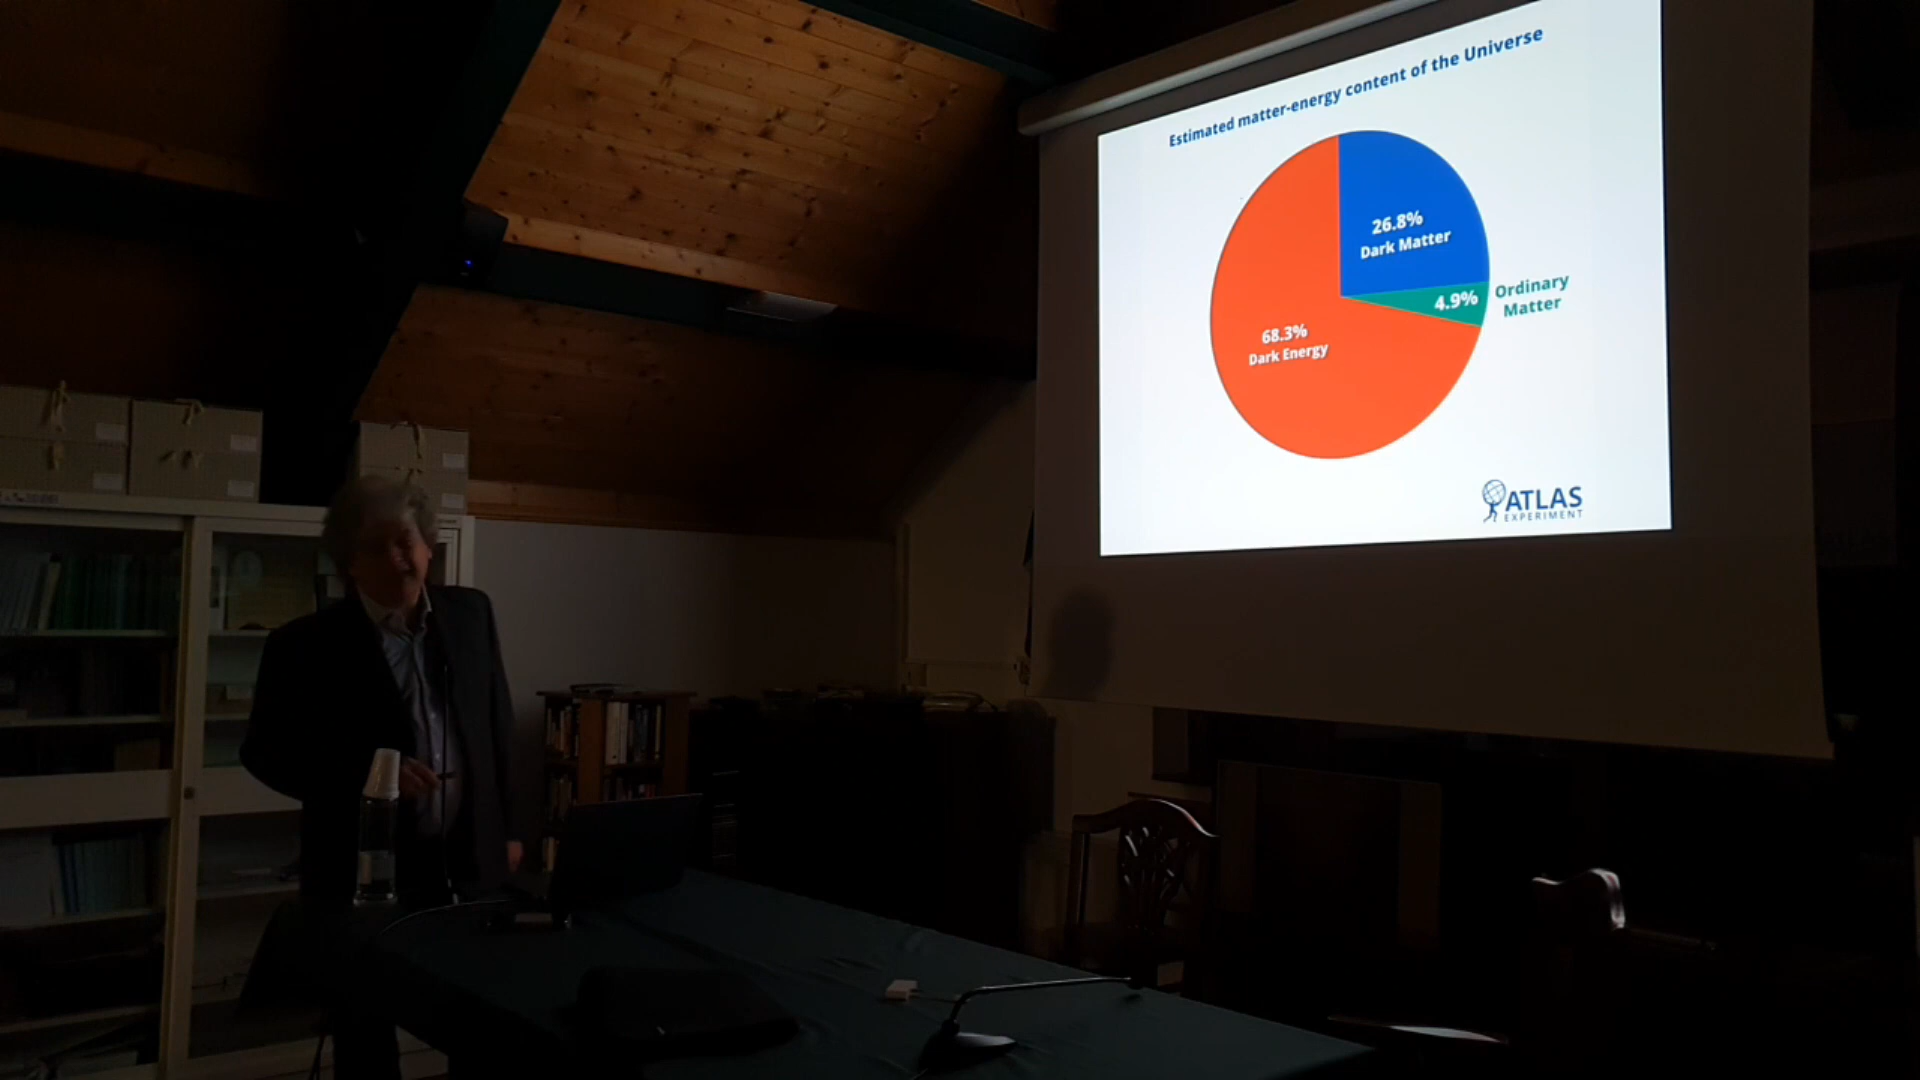 Estimated matter-energy content of the Universe
26.8%
Dark Matter
4.9%
Ordinary
Matter
68.3%
Dark Energy
ATLAS
EXPERIMENT